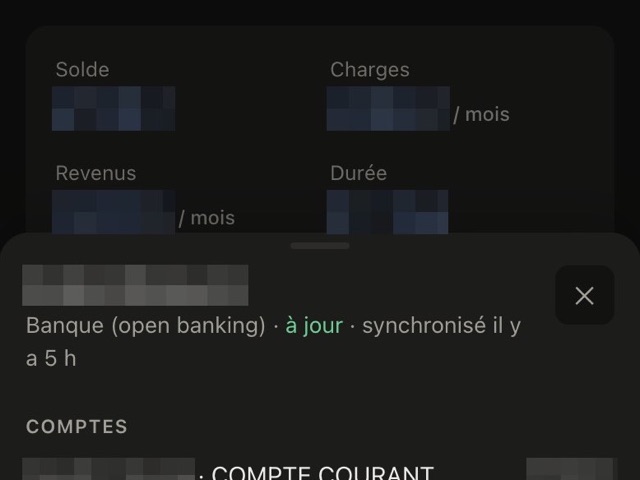 Solde
Charges
/ mois
Revenus
Durée
/ mois
Banque (open banking) · à jour · synchronisé il y
a 5 h
COMPTES
· COMPTE COURANT